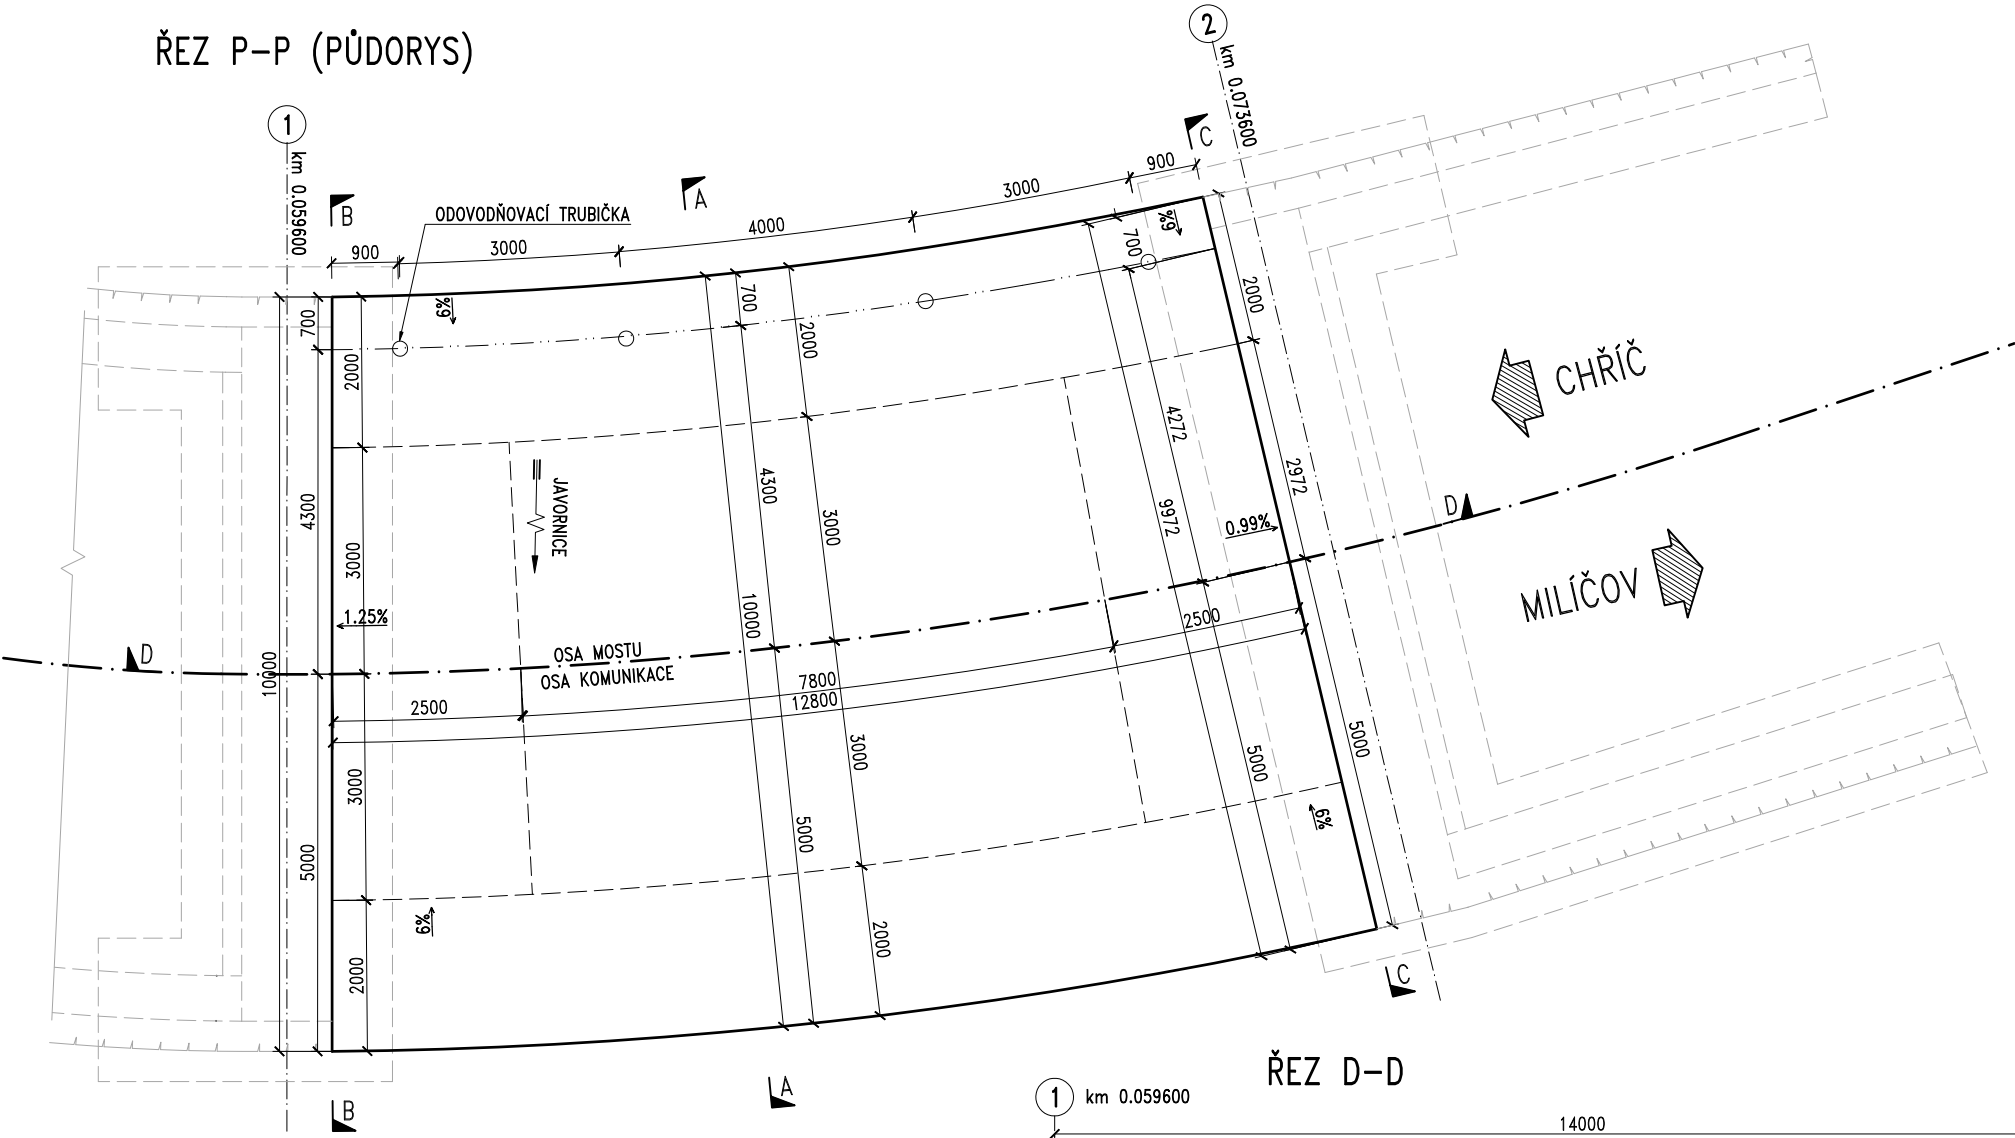 ŘEZ P-P (PŮDORYS)
1
km 0.059600
2
km 0.073600
B
A
C
ODVODŇOVACÍ TRUBIČKA
900
3000
4000
3000
900
6%
6%
700
700
700
2000
2000
2000
4300
4300
4272
2972
3000
3000
9972
10000
10000
JAVORNICE
CHŘÍČ
MILÍČOV
0.99%
1.25%
D
D
OSA MOSTU
OSA KOMUNIKACE
2500
7800
12800
2500
3000
3000
5000
5000
5000
5000
6%
6%
2000
2000
B
A
C
ŘEZ D-D
1
km 0.059600
14000